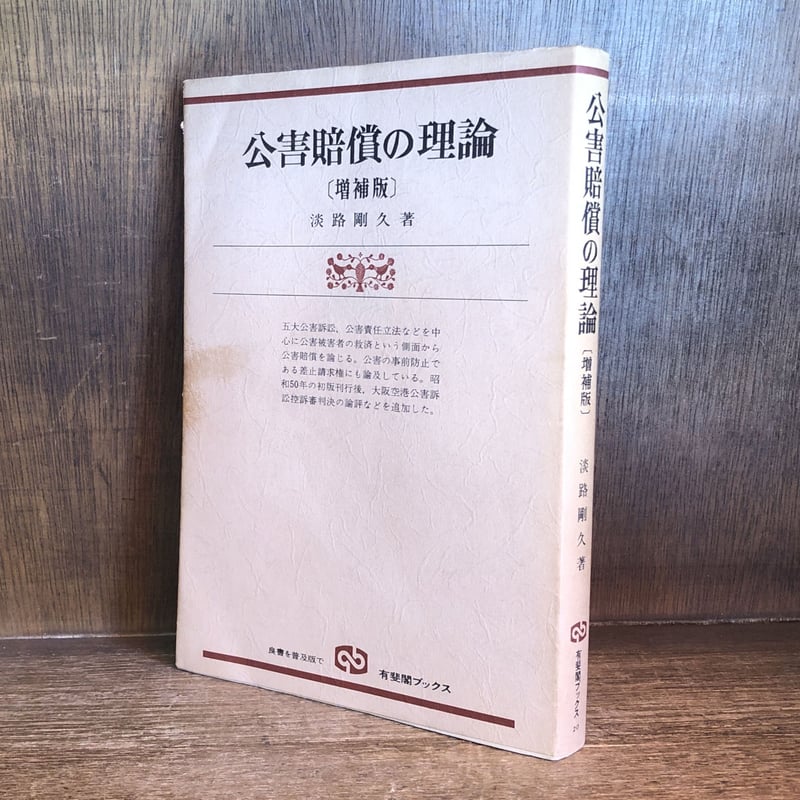 公害賠償の理論
〔増補版〕
淡路剛久著
五大公害訴訟、公害責任立法などを中
心に公害被害者の救済という側面から
公害賠償を論じる。公害の事前防止で
ある差止請求権にも論及している。昭
和50年の初版刊行後、大阪空港公害訴
訟控訴審判決の論評などを追加した。
良書を普及版で
有斐閣ブックス
公害賠償の理論
〔増補版〕
淡路剛久著
有斐閣ブックス
20